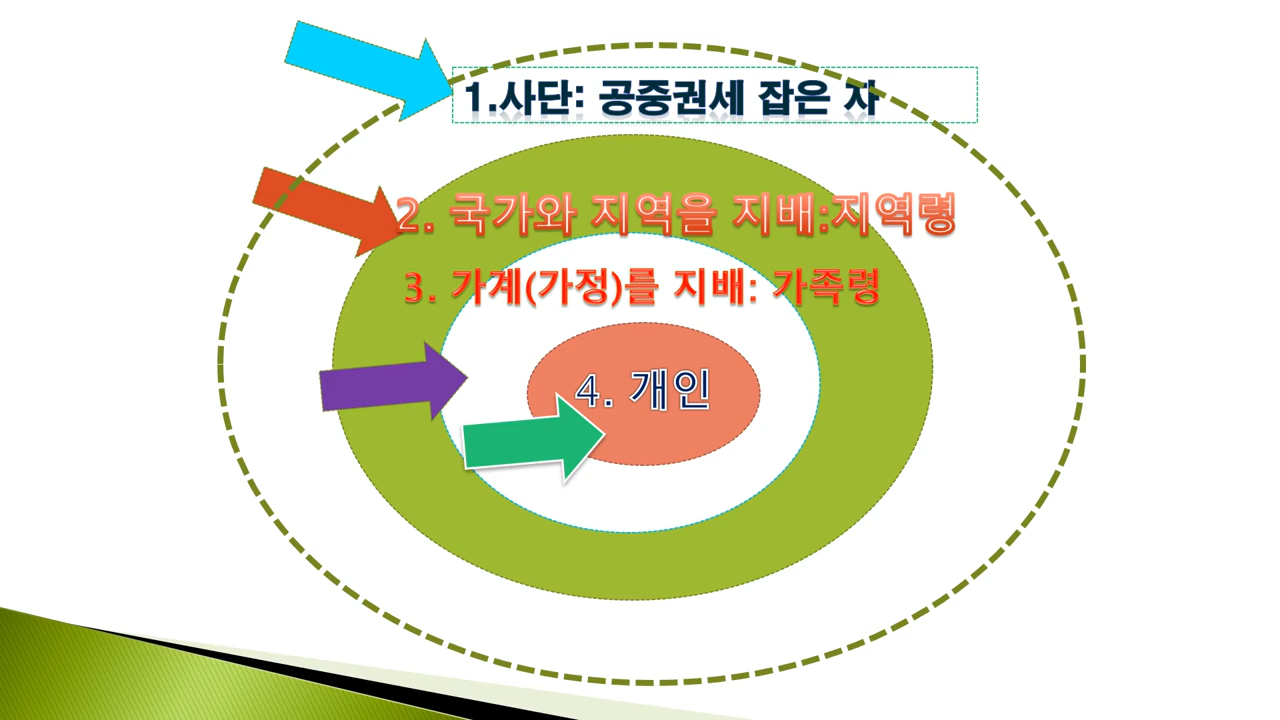 1.사단: 공중권세 잡은 자
2. 국가와 지역을 지배:지역령
3. 가계(가정)를 지배: 가족령
4. 개인